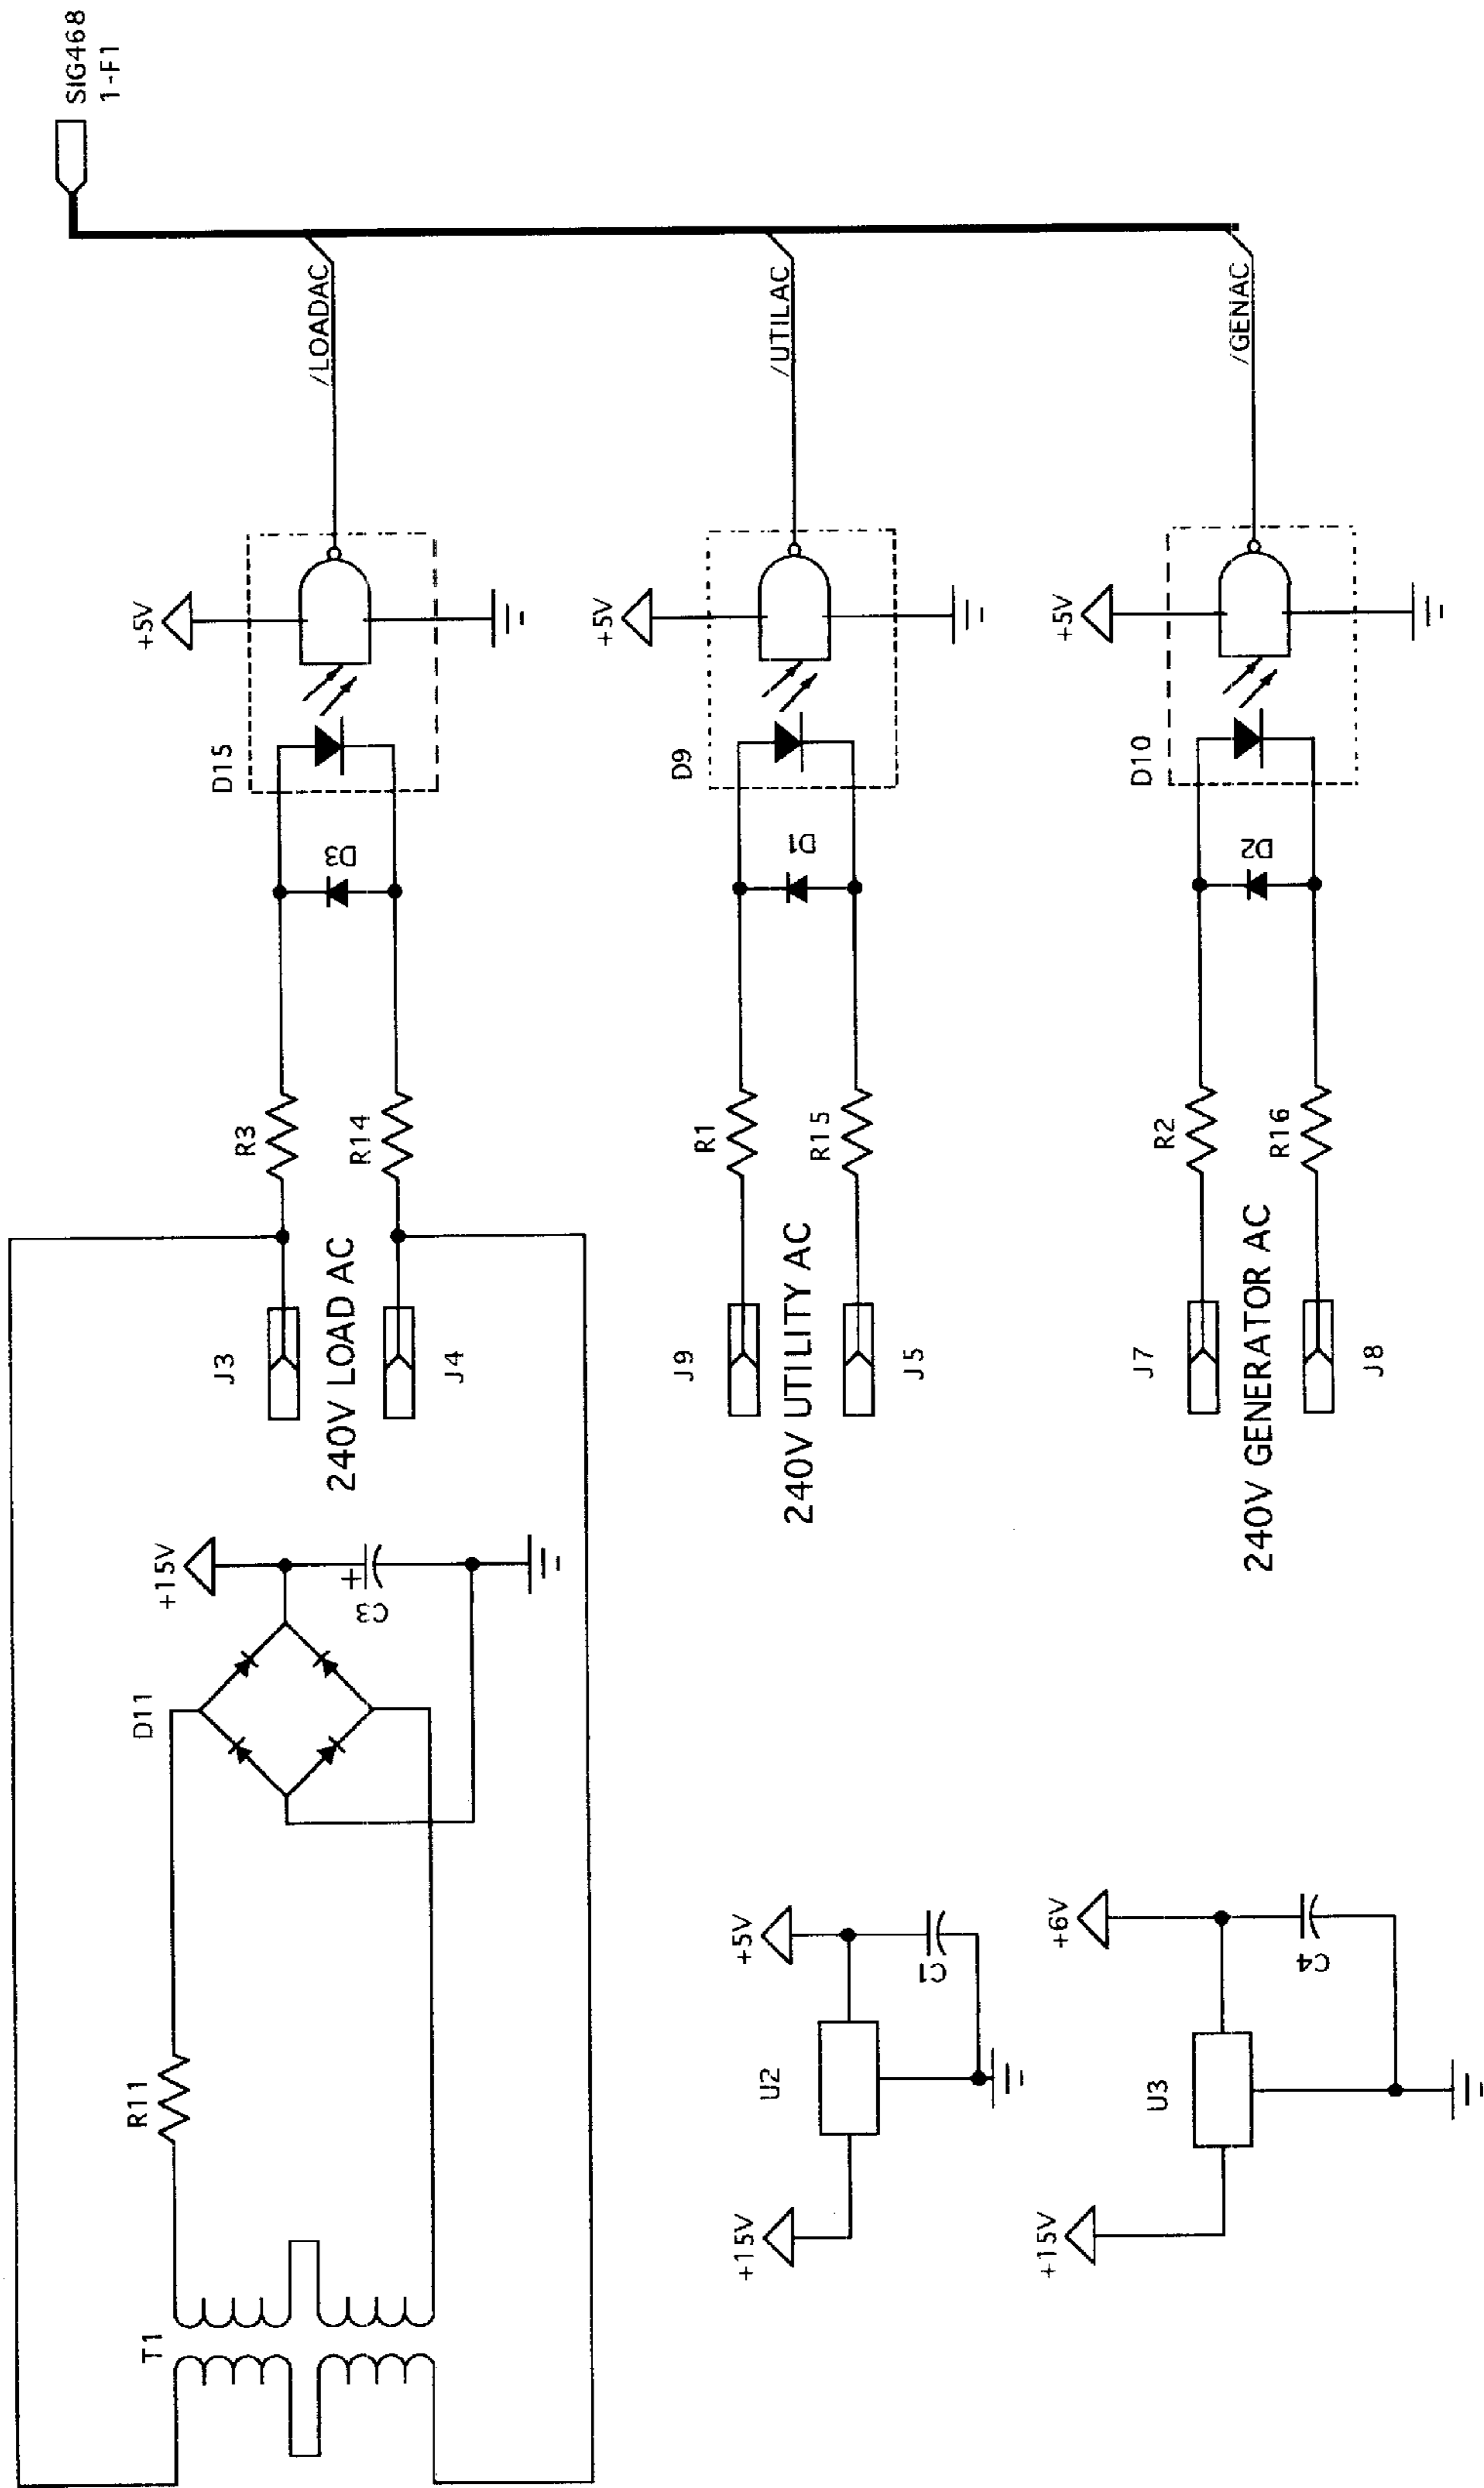 SIG468
1-F1
/LOADAC
+5V
D15
D3
R3
R14
J3
240V LOAD AC
J4
+15V
C3
+
D11
R11
T1
/UTILAC
+5V
D9
D1
R1
R15
J9
240V UTILITY AC
J5
/GENAC
+5V
D10
D2
R2
R16
J7
240V GENERATOR AC
J8
+5V
C1
U2
+15V
+6V
C4
U3
+15V